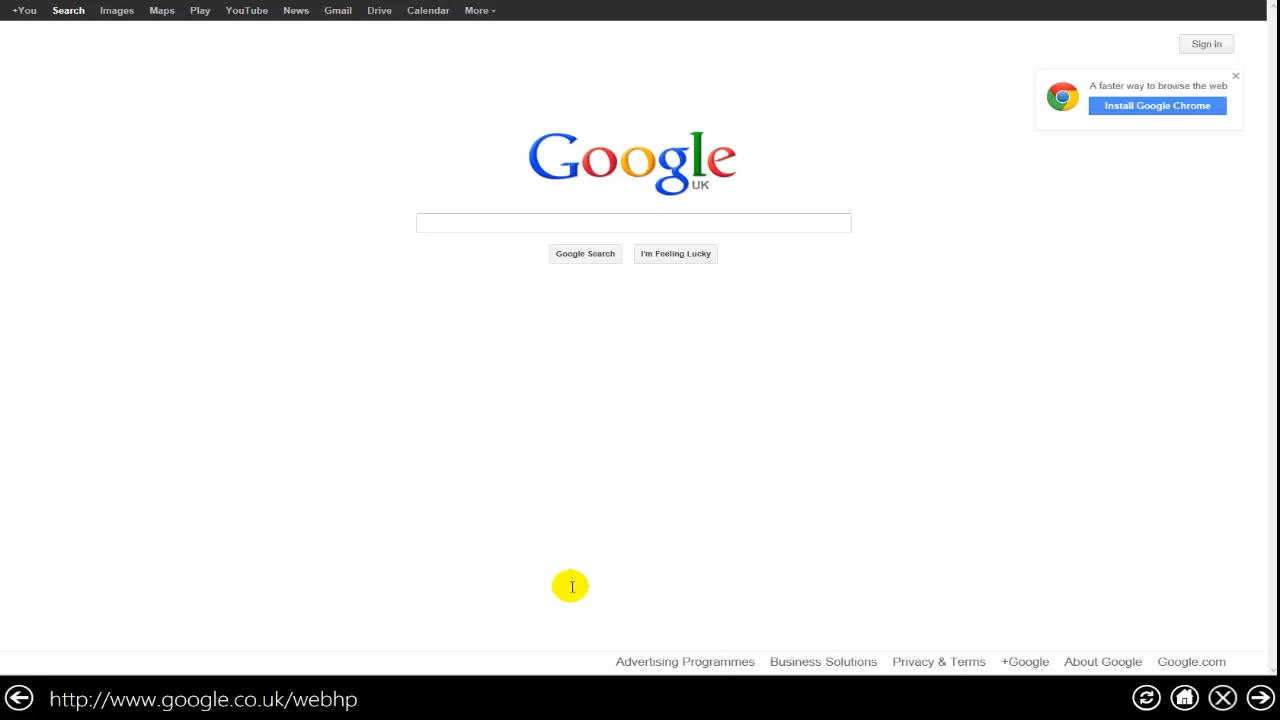 +You Search Images Maps Play YouTube News Gmail Drive Calendar More
Sign in
A faster way to browse the web
Install Google Chrome
Google
UK
Google Search I'm Feeling Lucky
Advertising Programmes Business Solutions Privacy & Terms +Google About Google Google.com
http://www.google.co.uk/webhp